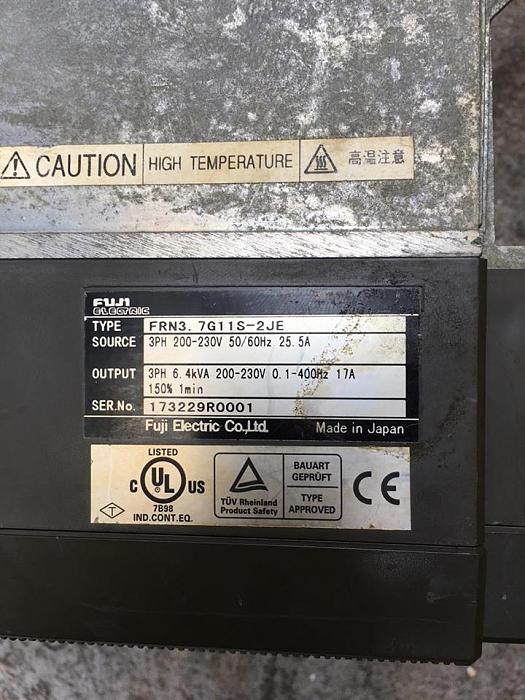 CAUTION HIGH TEMPERATURE 高温注意
FUJI
ELECTRIC
TYPE FRN3.7G11S-2JE
SOURCE 3PH 200-230V 50/60Hz 25.5A
OUTPUT 3PH 6.4kVA 200-230V 0.1-400Hz 17A
150% 1min
SER.No. 173229R0001
Fuji Electric Co.,Ltd. Made in Japan
LISTED
C UL US
7B98
IND.CONT.EQ.
T
TÜV Rheinland
Product Safety
BAUART
GEPRÜFT
TYPE
APPROVED
CE